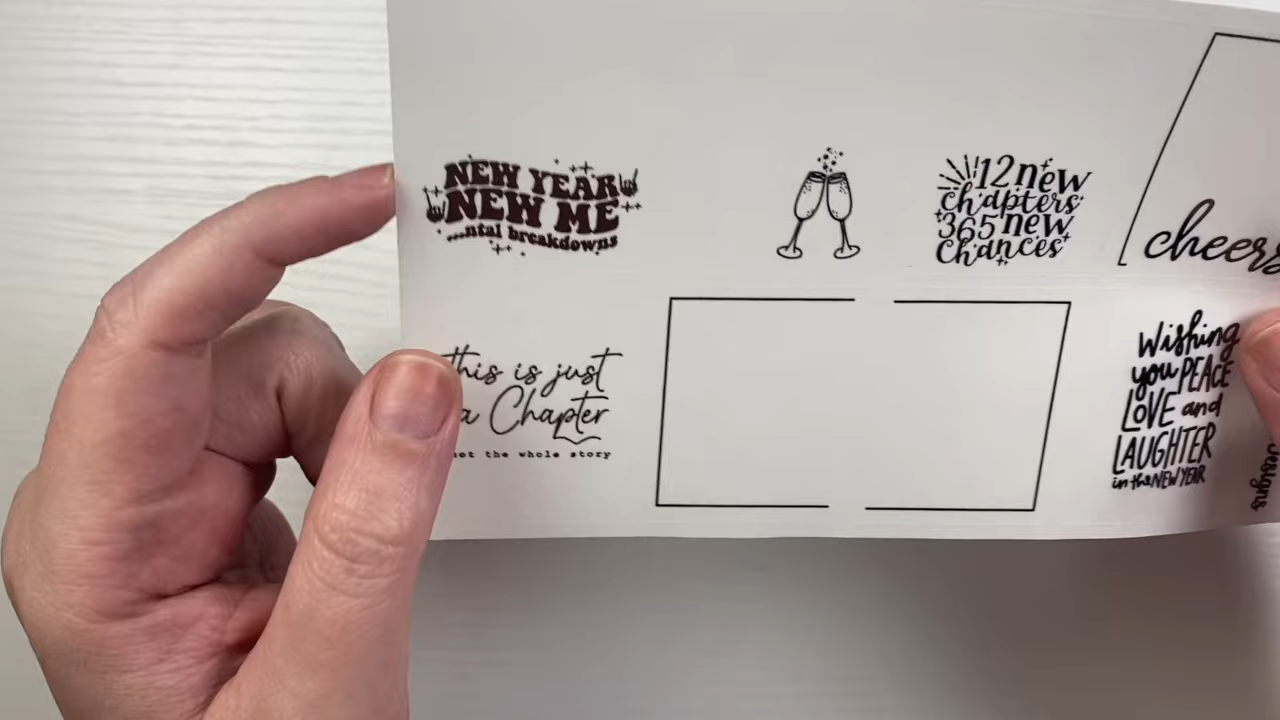 NEW YEAR
NEW ME
...ntal breakdowns
12 new
chapters
365 new
chances
cheers
this is just
a Chapter
not the whole story
Wishing
you PEACE
LOVE and
LAUGHTER
in the NEW YEAR
designs